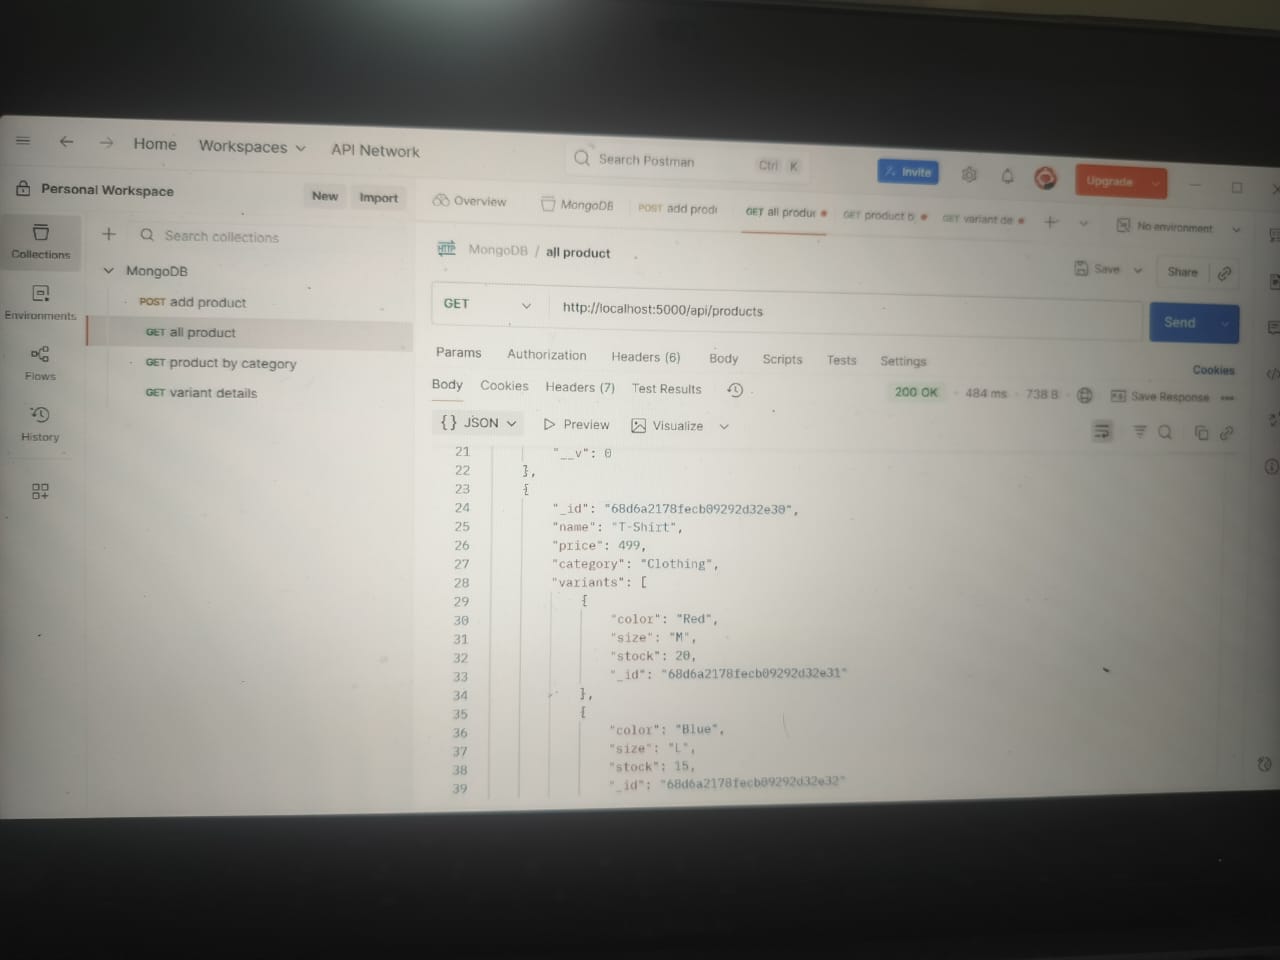 Home Workspaces API Network Search Postman Ctrl K Invite Upgrade
Personal Workspace New Import
Overview MongoDB POST add prod GET all produ GET product b GET variant de No environment
Collections
Environments
Flows
History
Search collections
MongoDB
POST add product
GET all product
GET product by category
GET variant details
HTTP MongoDB / all product Save Share
GET http://localhost:5000/api/products Send
Params Authorization Headers (6) Body Scripts Tests Settings Cookies
Body Cookies Headers (7) Test Results 200 OK 484 ms 738 B Save Response
{} JSON Preview Visualize
21 "__v": 0
22 },
23 {
24 "_id": "68d6a2178fecb09292d32e30",
25 "name": "T-Shirt",
26 "price": 499,
27 "category": "Clothing",
28 "variants": [
29 {
30 "color": "Red",
31 "size": "M",
32 "stock": 20,
33 "_id": "68d6a2178fecb09292d32e31"
34 },
35 {
36 "color": "Blue",
37 "size": "L",
38 "stock": 15,
39 "_id": "68d6a2178fecb09292d32e32"